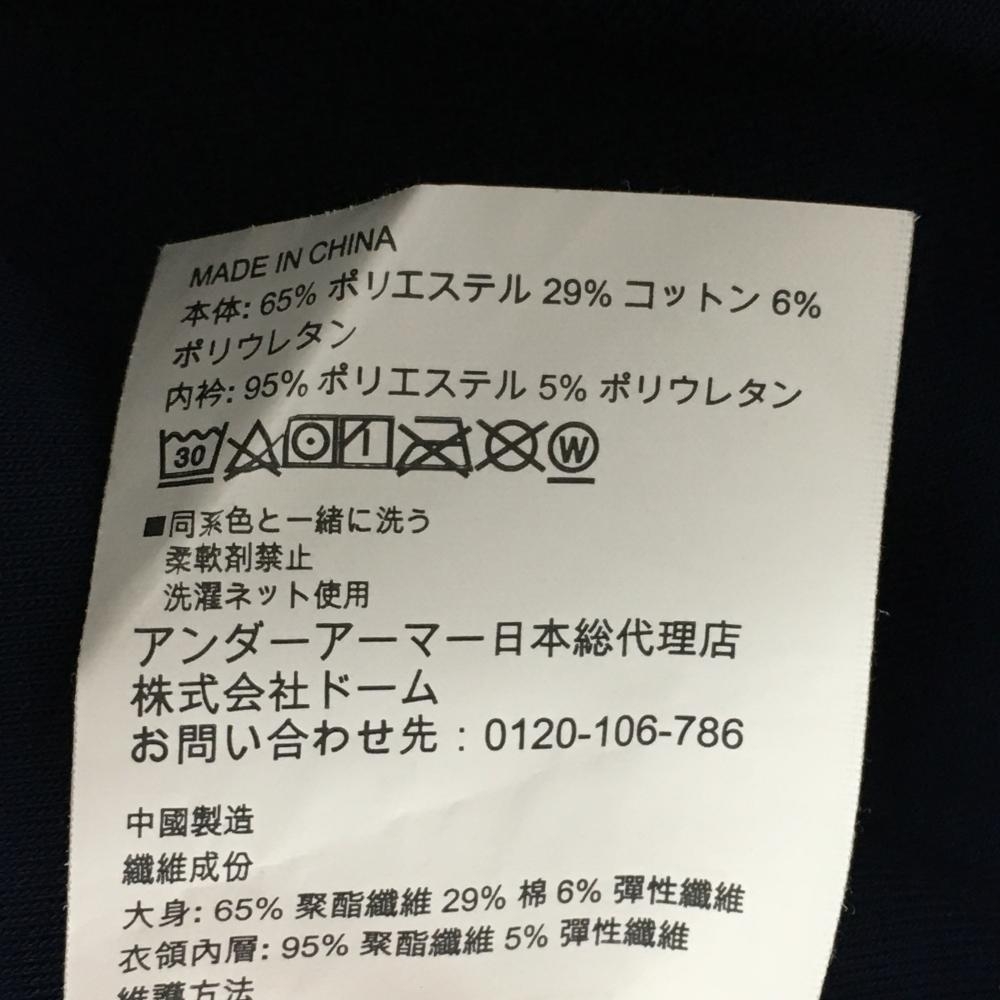 MADE IN CHINA
本体: 65% ポリエステル 29% コットン 6%
ポリウレタン
内衿: 95% ポリエステル 5% ポリウレタン
30 W
■同系色と一緒に洗う
柔軟剤禁止
洗濯ネット使用
アンダーアーマー日本総代理店
株式会社ドーム
お問い合わせ先：0120-106-786
中國製造
纖維成份
大身: 65% 聚酯纖維 29% 棉 6% 彈性纖維
衣領內層: 95% 聚酯纖維 5% 彈性纖維
維護方法